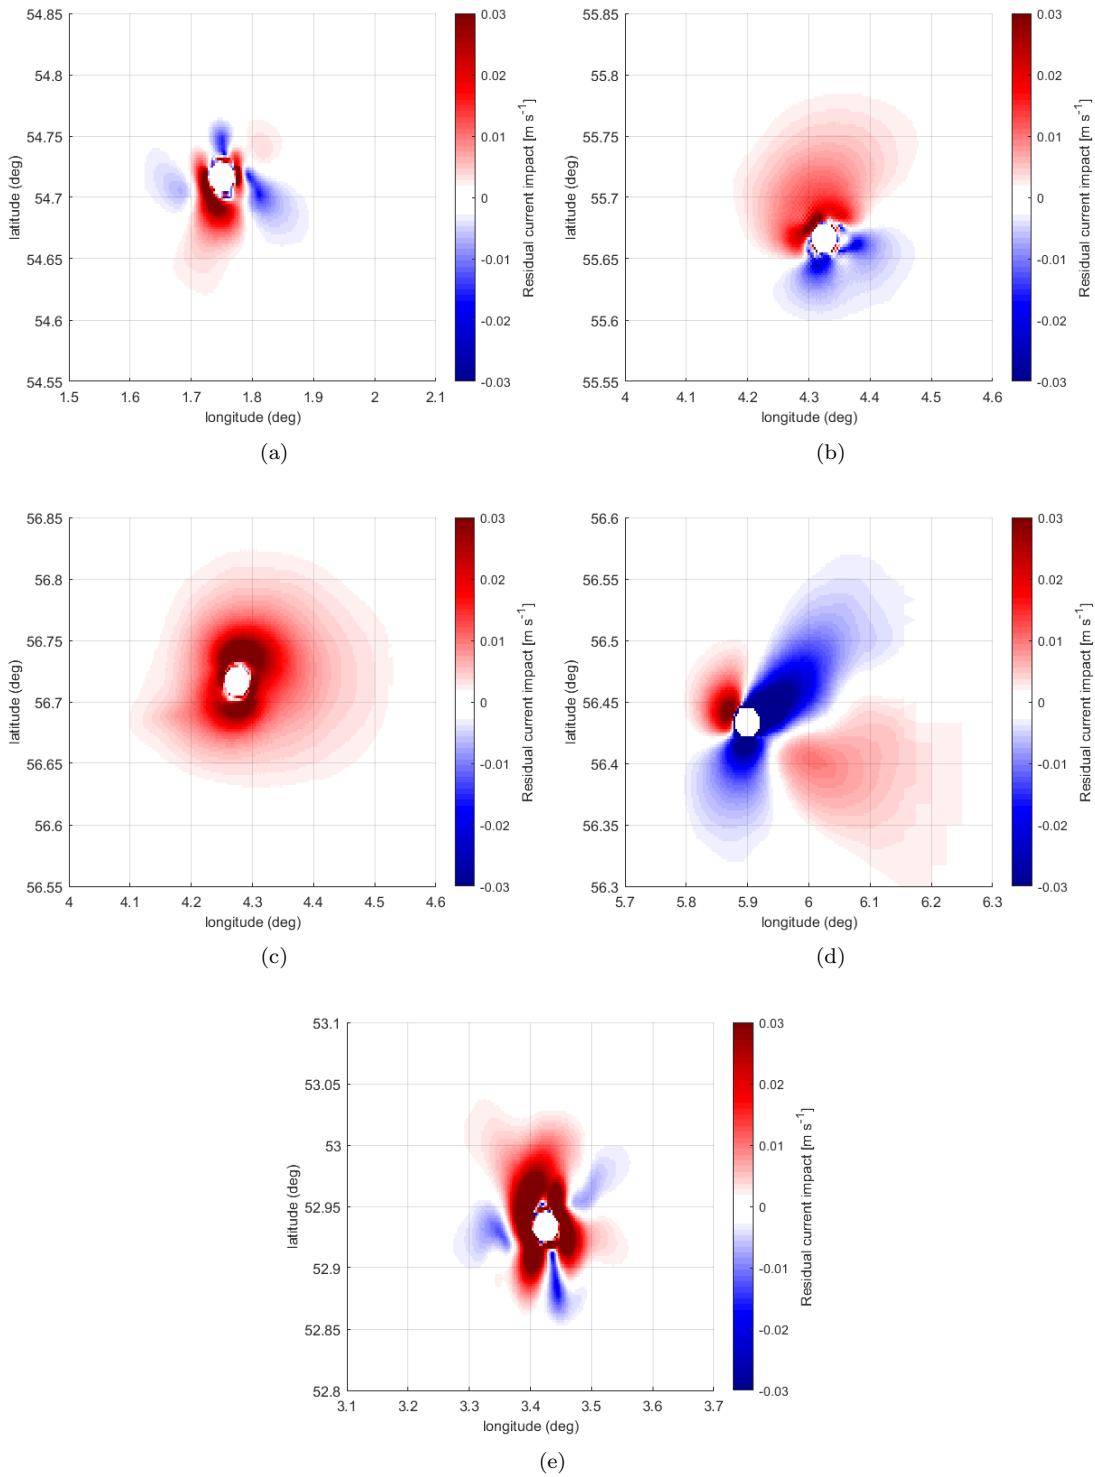 54.85
54.8
54.75
54.7
54.65
54.6
54.55
1.5 1.6 1.7 1.8 1.9 2 2.1
longitude (deg)
latitude (deg)
0.03
0.02
0.01
0
-0.01
-0.02
-0.03
Residual current impact [m s⁻¹]
(a)
55.85
55.8
55.75
55.7
55.65
55.6
55.55
4 4.1 4.2 4.3 4.4 4.5 4.6
longitude (deg)
latitude (deg)
0.03
0.02
0.01
0
-0.01
-0.02
-0.03
Residual current impact [m s⁻¹]
(b)
56.85
56.8
56.75
56.7
56.65
56.6
56.55
4 4.1 4.2 4.3 4.4 4.5 4.6
longitude (deg)
latitude (deg)
0.03
0.02
0.01
0
-0.01
-0.02
-0.03
Residual current impact [m s⁻¹]
(c)
56.6
56.55
56.5
56.45
56.4
56.35
56.3
5.7 5.8 5.9 6 6.1 6.2 6.3
longitude (deg)
latitude (deg)
0.03
0.02
0.01
0
-0.01
-0.02
-0.03
Residual current impact [m s⁻¹]
(d)
53.1
53.05
53
52.95
52.9
52.85
52.8
3.1 3.2 3.3 3.4 3.5 3.6 3.7
longitude (deg)
latitude (deg)
0.03
0.02
0.01
0
-0.01
-0.02
-0.03
Residual current impact [m s⁻¹]
(e)